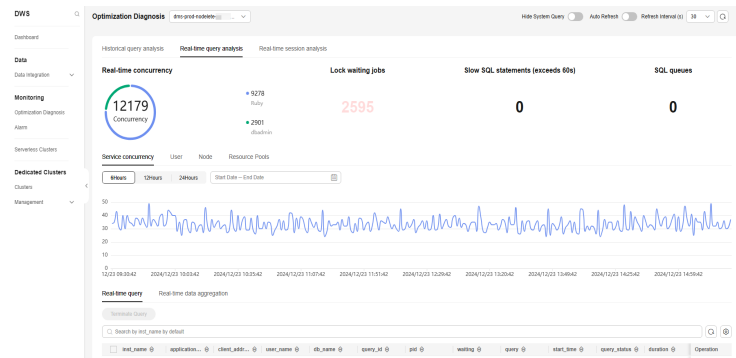 DWS
Dashboard
Data
Data Integration
Monitoring
Optimization Diagnosis
Alarm
Serverless Clusters
Dedicated Clusters
Clusters
Management
Optimization Diagnosis
dms-prod-nodelete-
Hide System Query
Auto Refresh
Refresh Interval (s)
30
Historical query analysis
Real-time query analysis
Real-time session analysis
Real-time concurrency
Lock waiting jobs
Slow SQL statements (exceeds 60s)
SQL queues
12179
Concurrency
9278
Ruby
2901
dbadmin
2595
0
0
Service concurrency
User
Node
Resource Pools
6Hours
12Hours
24Hours
Start Date – End Date
50
40
30
20
10
0
12/23 09:20:42
2024/12/23 10:03:42
2024/12/23 10:35:42
2024/12/23 11:07:42
2024/12/23 11:51:42
2024/12/23 12:29:42
2024/12/23 13:20:42
2024/12/23 13:49:42
2024/12/23 14:25:42
2024/12/23 14:59:42
Real-time query
Real-time data aggregation
Terminate Query
Search by inst_name by default
inst_name
application...
client_addr...
user_name
db_name
query_id
pid
waiting
query
start_time
query_status
duration
Operation